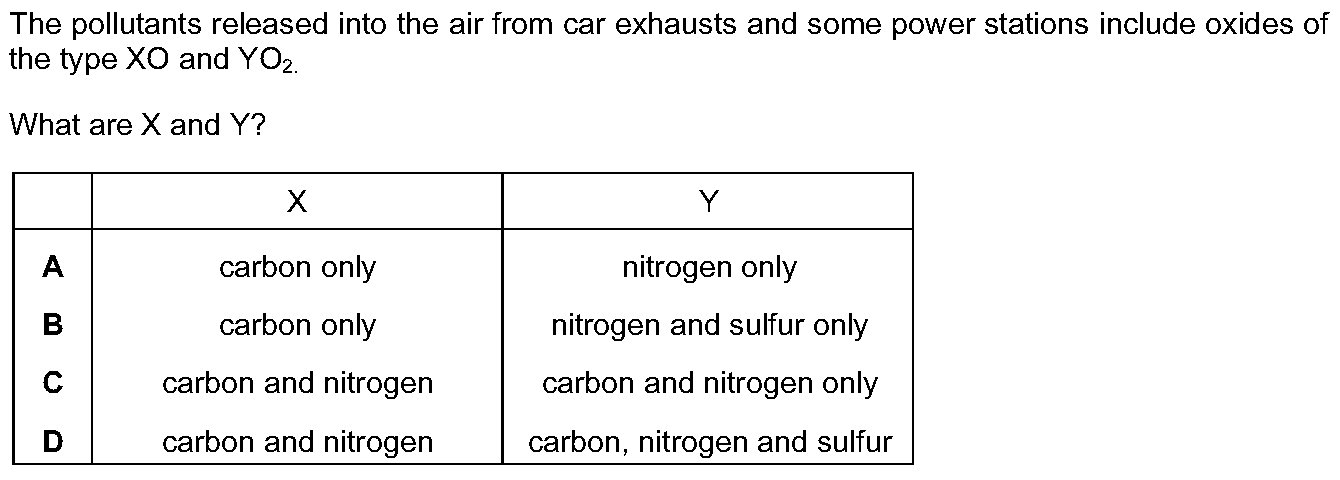 The pollutants released into the air from car exhausts and some power stations include oxides of
the type XO and YO₂.
What are X and Y?
X Y
A carbon only nitrogen only
B carbon only nitrogen and sulfur only
C carbon and nitrogen carbon and nitrogen only
D carbon and nitrogen carbon, nitrogen and sulfur